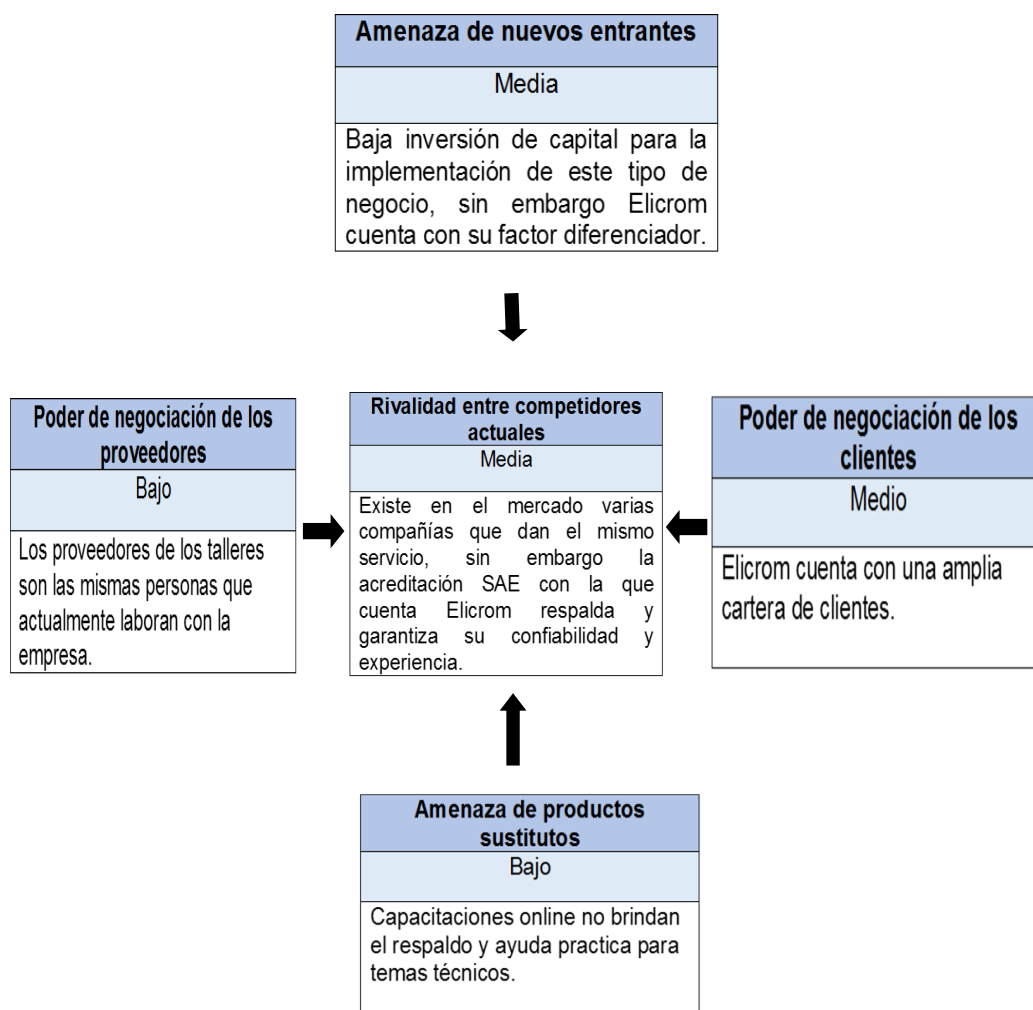 Amenaza de nuevos entrantes
Media
Baja inversión de capital para la
implementación de este tipo de
negocio, sin embargo Elicrom
cuenta con su factor diferenciador.
Poder de negociación de los
proveedores
Bajo
Los proveedores de los talleres
son las mismas personas que
actualmente laboran con la
empresa.
Rivalidad entre competidores
actuales
Media
Existe en el mercado varias
compañías que dan el mismo
servicio, sin embargo la
acreditación SAE con la que
cuenta Elicrom respalda y
garantiza su confiabilidad y
experiencia.
Poder de negociación de los
clientes
Medio
Elicrom cuenta con una amplia
cartera de clientes.
Amenaza de productos
sustitutos
Bajo
Capacitaciones online no brindan
el respaldo y ayuda practica para
temas técnicos.